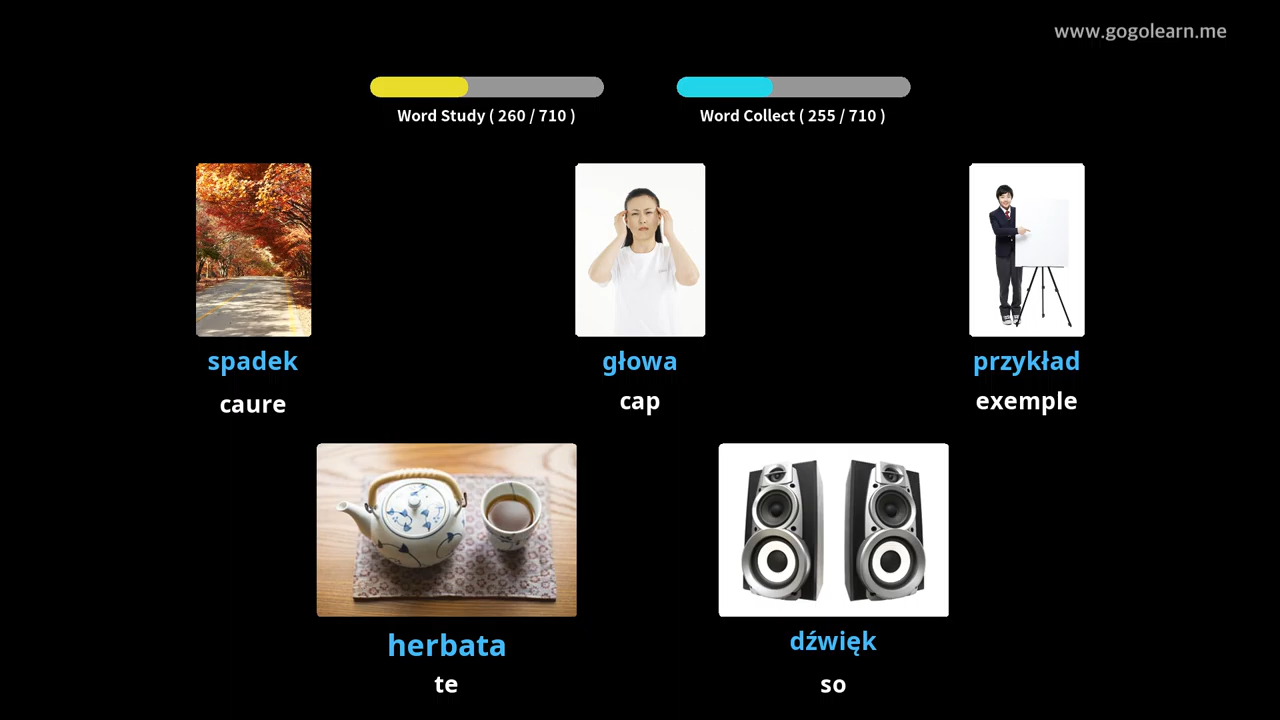 www.gogolearn.me
Word Study ( 260 / 710 )
Word Collect ( 255 / 710 )
spadek
głowa
przykład
caure
cap
exemple
herbata
dźwięk
te
so